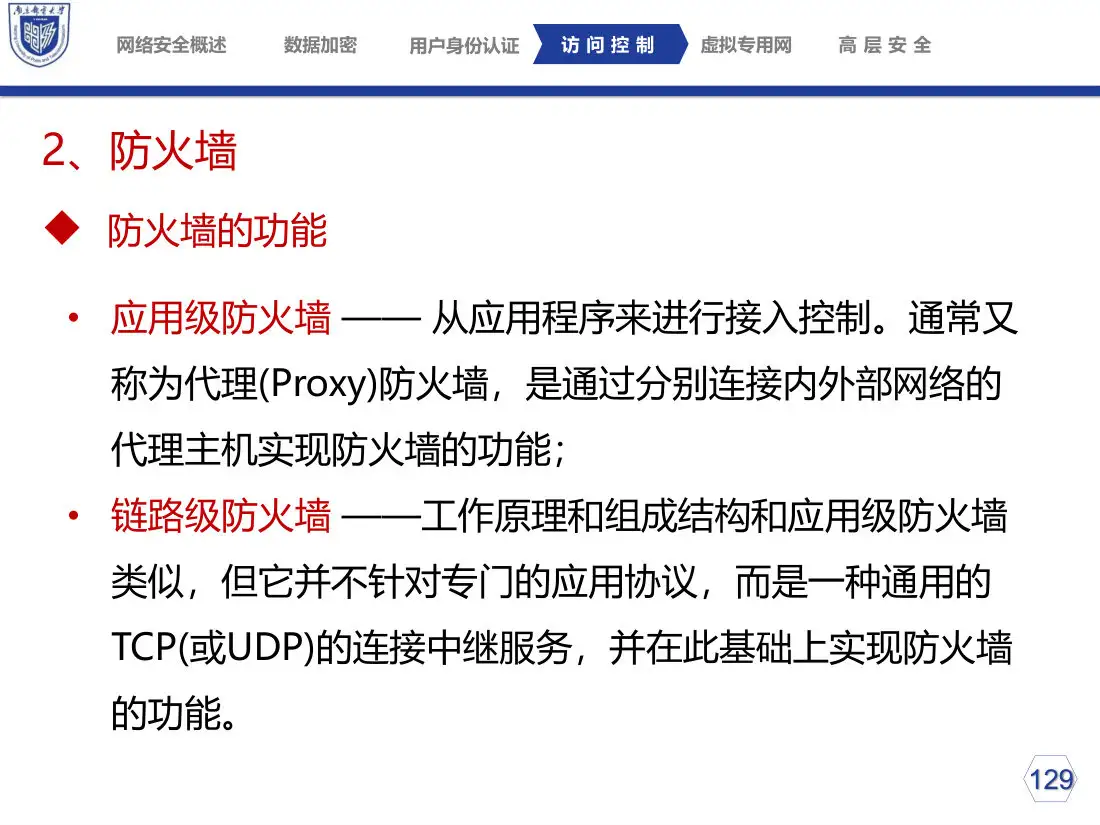 网络安全概述 数据加密 用户身份认证 访问控制 虚拟专用网 高层安全
2、防火墙
◆ 防火墙的功能
• 应用级防火墙 —— 从应用程序来进行接入控制。通常又
称为代理(Proxy)防火墙，是通过分别连接内外部网络的
代理主机实现防火墙的功能；
• 链路级防火墙 ——工作原理和组成结构和应用级防火墙
类似，但它并不针对专门的应用协议，而是一种通用的
TCP(或UDP)的连接中继服务，并在此基础上实现防火墙
的功能。
129